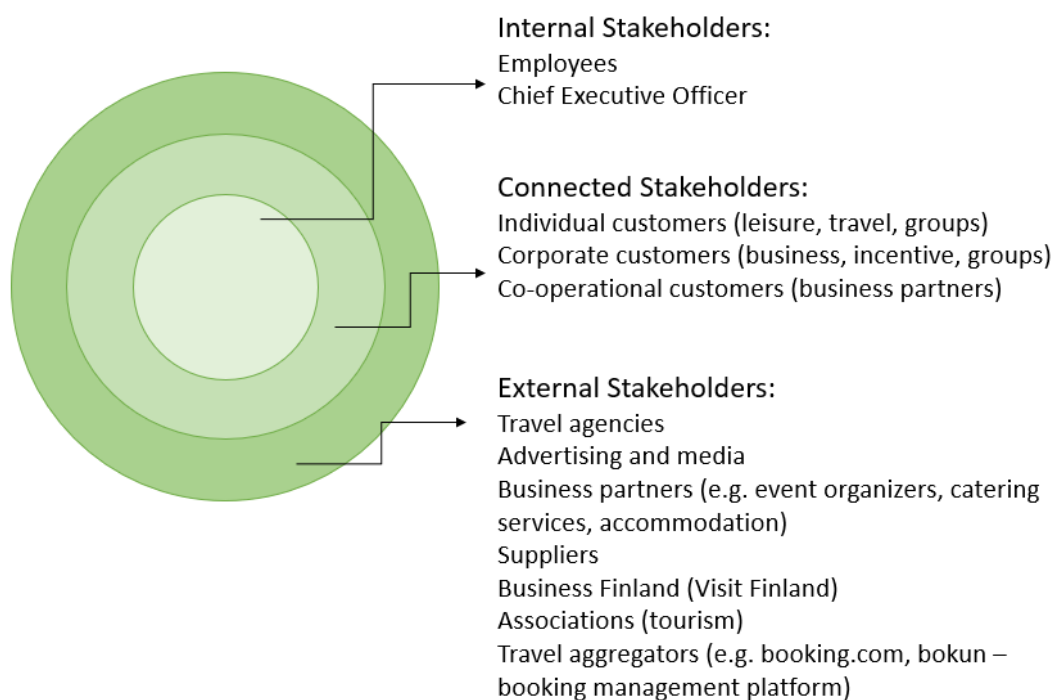 Internal Stakeholders:
Employees
Chief Executive Officer
Connected Stakeholders:
Individual customers (leisure, travel, groups)
Corporate customers (business, incentive, groups)
Co-operational customers (business partners)
External Stakeholders:
Travel agencies
Advertising and media
Business partners (e.g. event organizers, catering
services, accommodation)
Suppliers
Business Finland (Visit Finland)
Associations (tourism)
Travel aggregators (e.g. booking.com, bokun –
booking management platform)